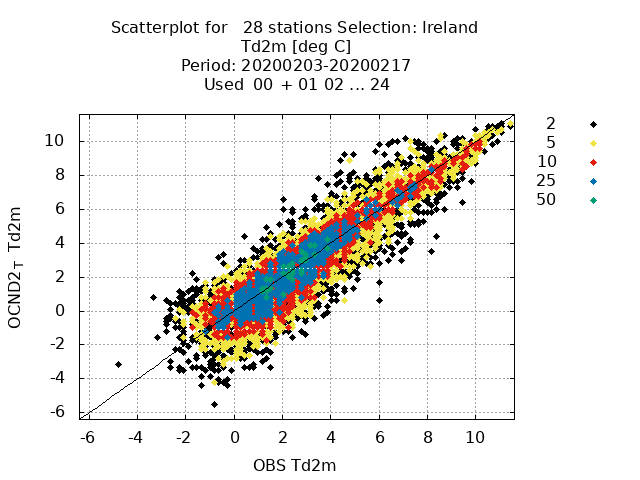 Scatterplot for   28 stations Selection: Ireland
Td2m [deg C]
Period: 20200203-20200217
Used  00 + 01 02 ... 24
2
5
10
25
50
10
8
6
4
2
0
-2
-4
-6
OCND2_T  Td2m
-6 -4 -2 0 2 4 6 8 10
OBS Td2m